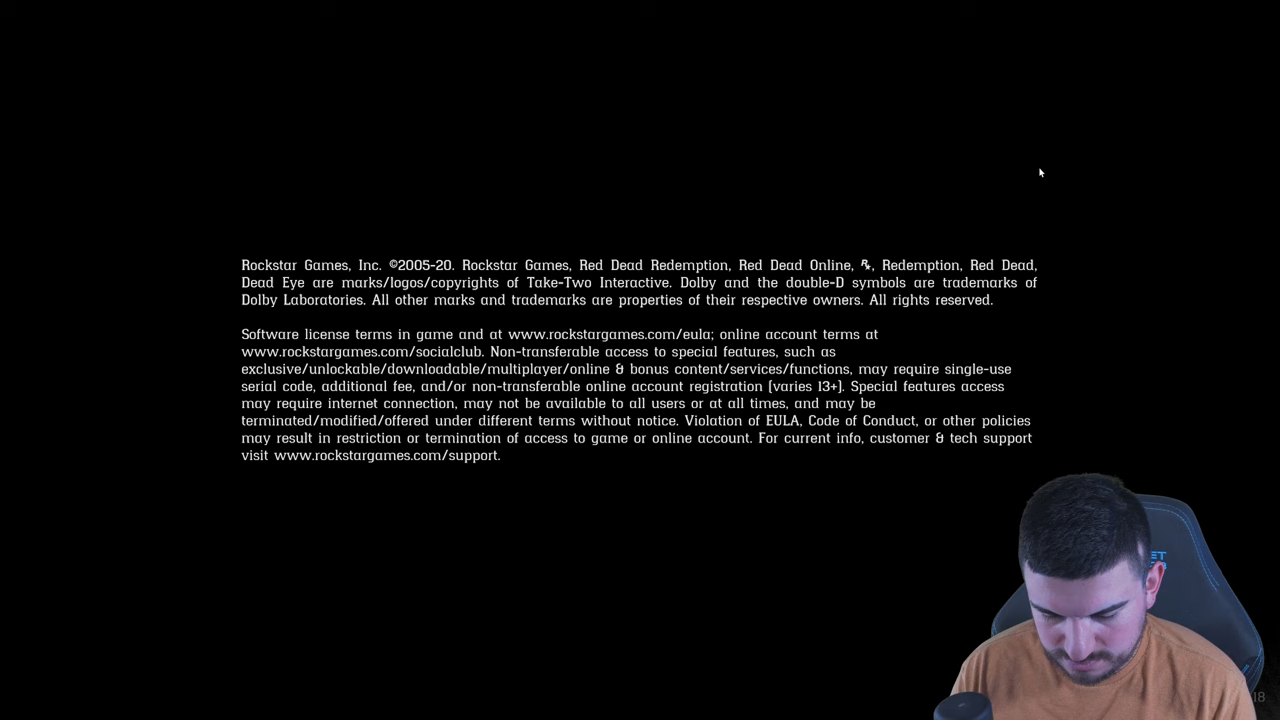 Rockstar Games, Inc. ©2005-20. Rockstar Games, Red Dead Redemption, Red Dead Online, R*, Redemption, Red Dead,
Dead Eye are marks/logos/copyrights of Take-Two Interactive. Dolby and the double-D symbols are trademarks of
Dolby Laboratories. All other marks and trademarks are properties of their respective owners. All rights reserved.
Software license terms in game and at www.rockstargames.com/eula; online account terms at
www.rockstargames.com/socialclub. Non-transferable access to special features, such as
exclusive/unlockable/downloadable/multiplayer/online & bonus content/services/functions, may require single-use
serial code, additional fee, and/or non-transferable online account registration (varies 13+). Special features access
may require internet connection, may not be available to all users or at all times, and may be
terminated/modified/offered under different terms without notice. Violation of EULA, Code of Conduct, or other policies
may result in restriction or termination of access to game or online account. For current info, customer & tech support
visit www.rockstargames.com/support.
18